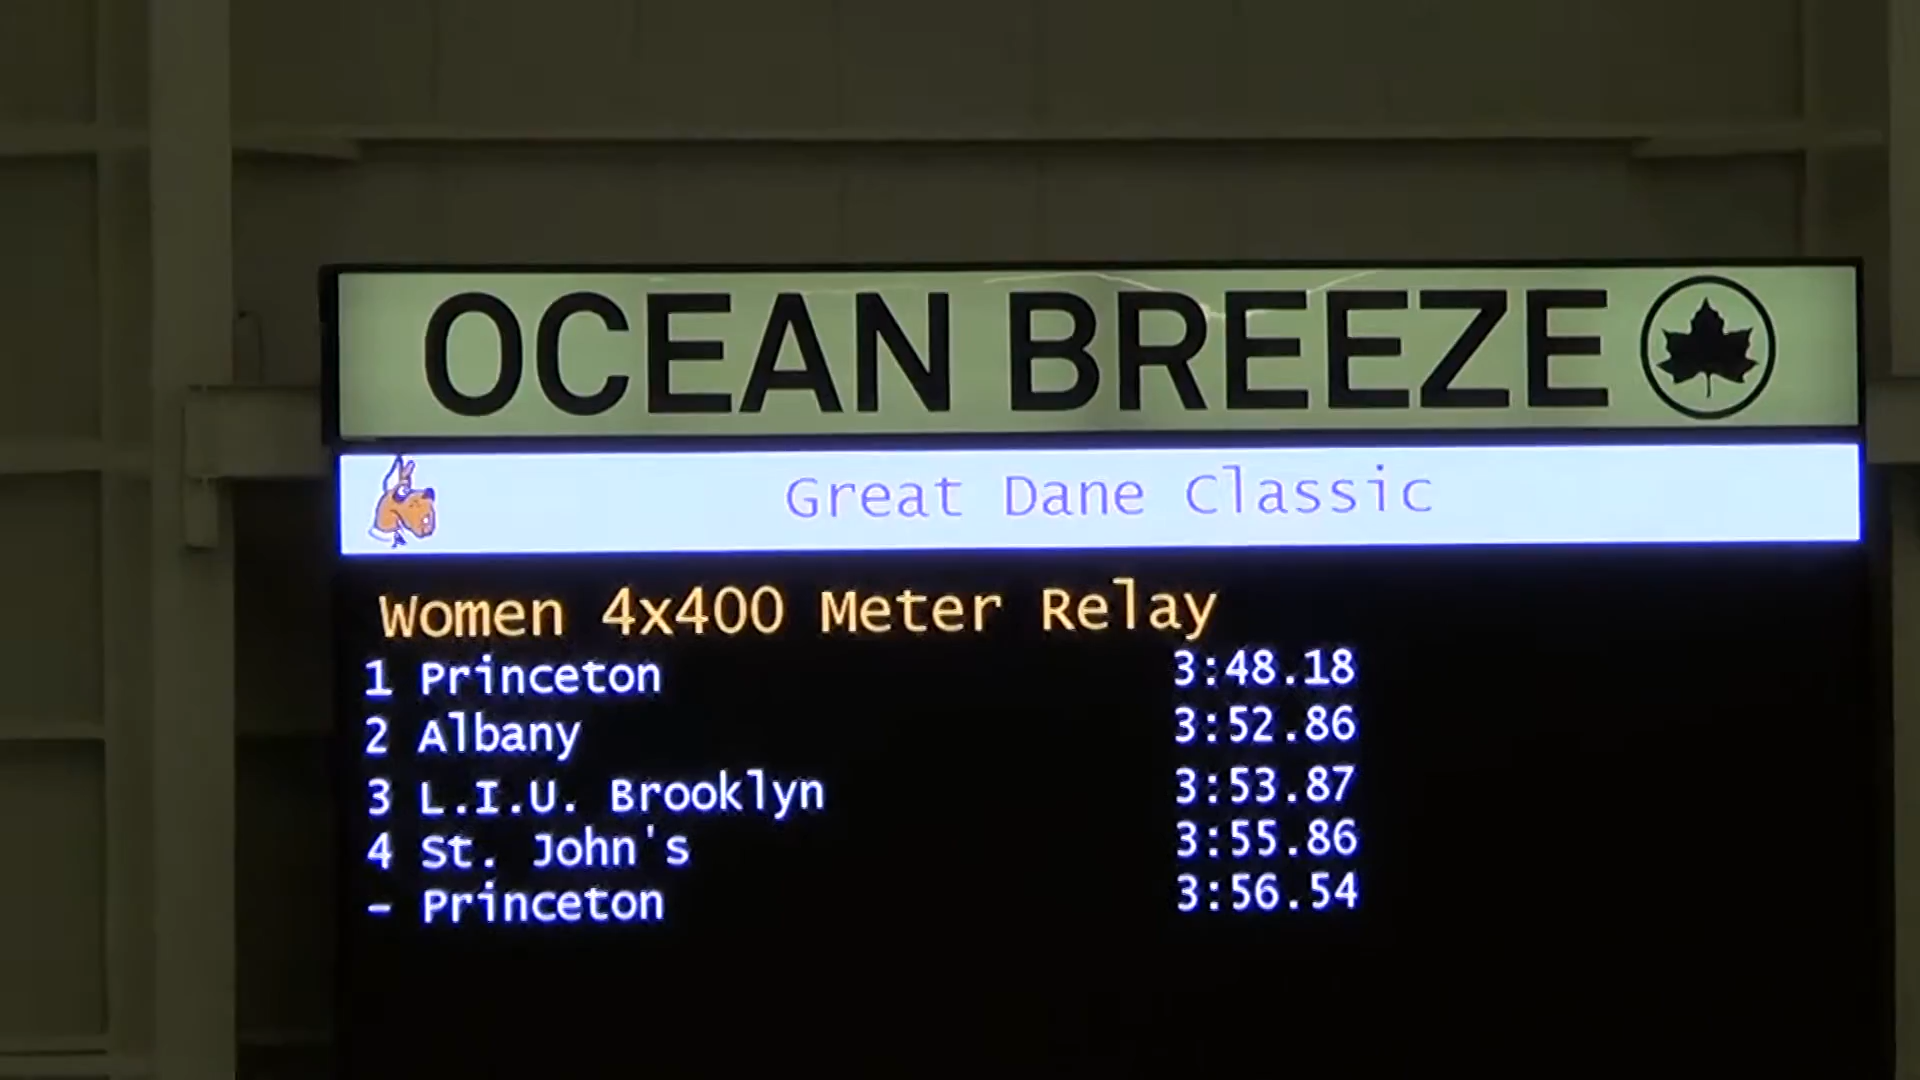 OCEAN BREEZE
Great Dane Classic
Women 4x400 Meter Relay
1 Princeton 3:48.18
2 Albany 3:52.86
3 L.I.U. Brooklyn 3:53.87
4 St. John's 3:55.86
- Princeton 3:56.54